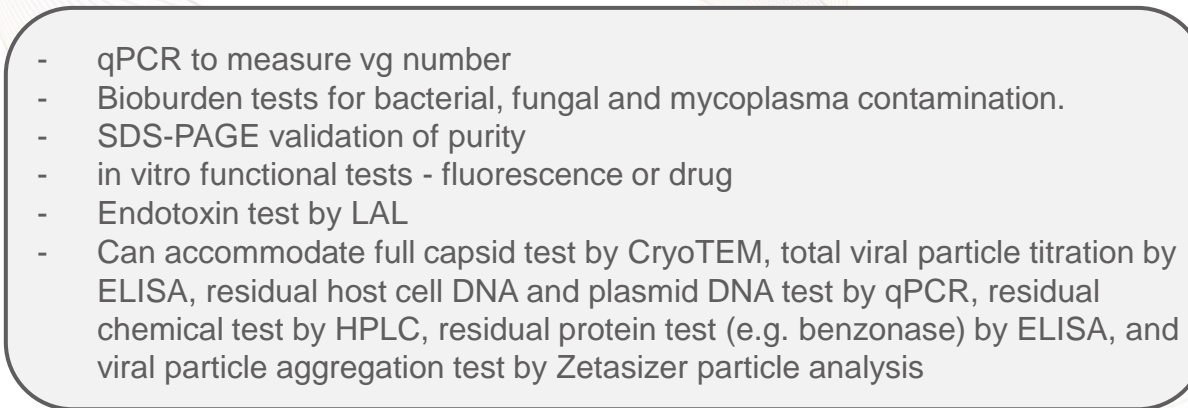 - qPCR to measure vg number
- Bioburden tests for bacterial, fungal and mycoplasma contamination.
- SDS-PAGE validation of purity
- in vitro functional tests - fluorescence or drug
- Endotoxin test by LAL
- Can accommodate full capsid test by CryoTEM, total viral particle titration by
ELISA, residual host cell DNA and plasmid DNA test by qPCR, residual
chemical test by HPLC, residual protein test (e.g. benzonase) by ELISA, and
viral particle aggregation test by Zetasizer particle analysis